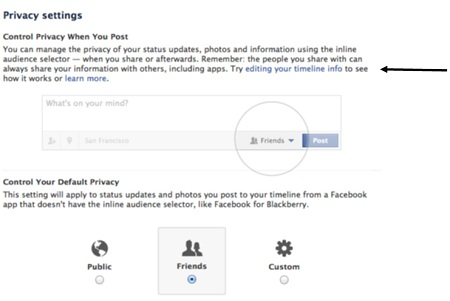 Privacy settings
Control Privacy When You Post
You can manage the privacy of your status updates, photos and information using the inline
audience selector — when you share or afterwards. Remember: the people you share with can
always share your information with others, including apps. Try editing your timeline info to see
how it works or learn more.
What's on your mind?
San Francisco
Friends
Post
Control Your Default Privacy
This setting will apply to status updates and photos you post to your timeline from a Facebook
app that doesn't have the inline audience selector, like Facebook for Blackberry.
Public
Friends
Custom